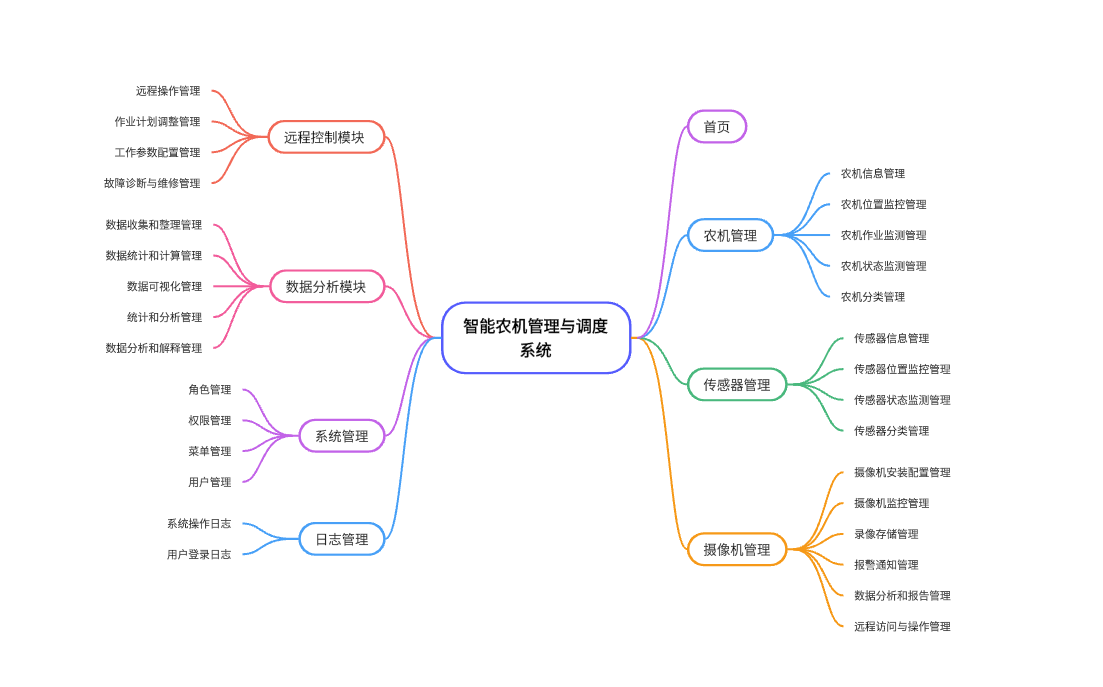 智能农机管理与调度
系统
首页
农机管理
农机信息管理
农机位置监控管理
农机作业监测管理
农机状态监测管理
农机分类管理
传感器管理
传感器信息管理
传感器位置监控管理
传感器状态监测管理
传感器分类管理
摄像机管理
摄像机安装配置管理
摄像机监控管理
录像存储管理
报警通知管理
数据分析和报告管理
远程访问与操作管理
远程控制模块
远程操作管理
作业计划调整管理
工作参数配置管理
故障诊断与维修管理
数据分析模块
数据收集和整理管理
数据统计和计算管理
数据可视化管理
统计和分析管理
数据分析和解释管理
系统管理
角色管理
权限管理
菜单管理
用户管理
日志管理
系统操作日志
用户登录日志